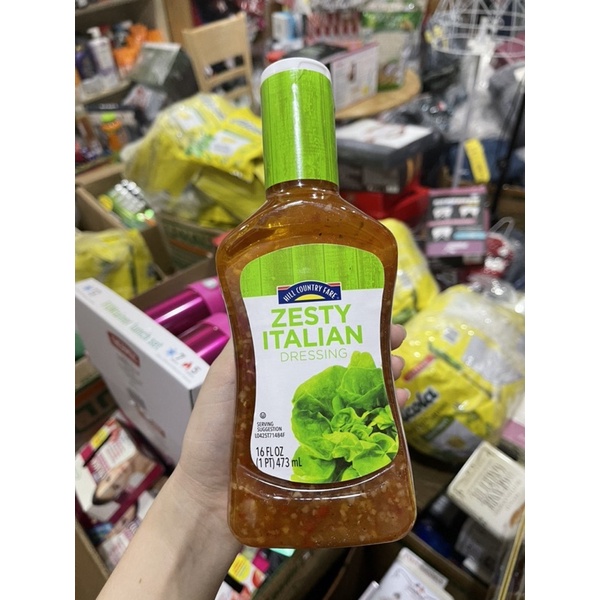 HILL COUNTRY FARE
ZESTY
ITALIAN
DRESSING
SERVING
SUGGESTION
16 FL OZ
(1 PT) 473 mL